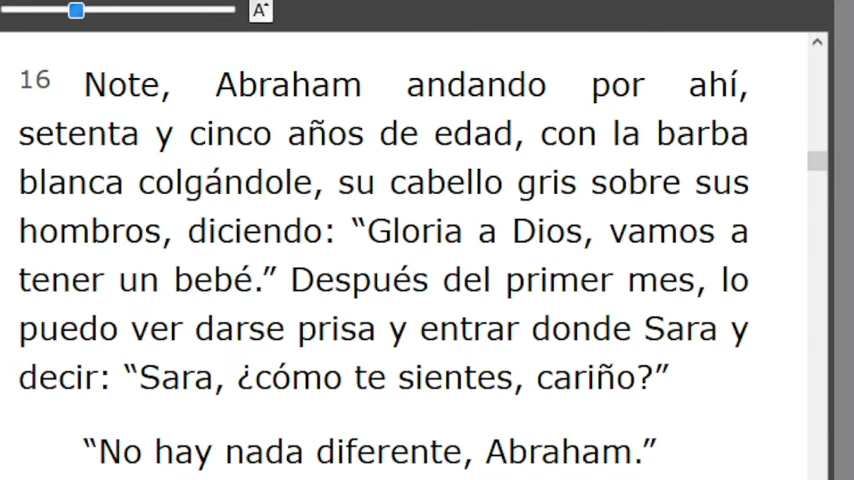 A
16 Note, Abraham andando por ahí,
setenta y cinco años de edad, con la barba
blanca colgándole, su cabello gris sobre sus
hombros, diciendo: “Gloria a Dios, vamos a
tener un bebé.” Después del primer mes, lo
puedo ver darse prisa y entrar donde Sara y
decir: “Sara, ¿cómo te sientes, cariño?”
“No hay nada diferente, Abraham.”